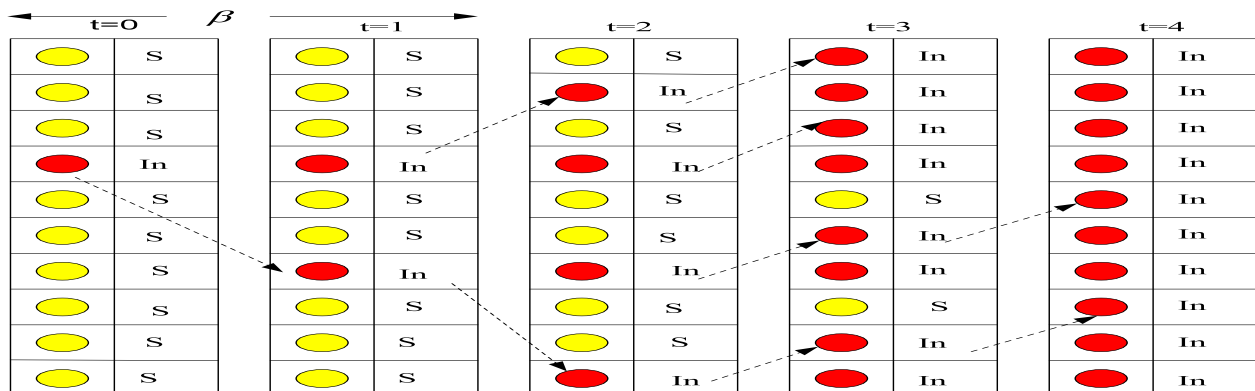 β
t=0 t=1 t=2 t=3 t=4
S S S In In
S S In In In
S S S In In
In In In In In
S S S S In
S S S In In
S In In In In
S S S S In
S S S In In
S S In In In